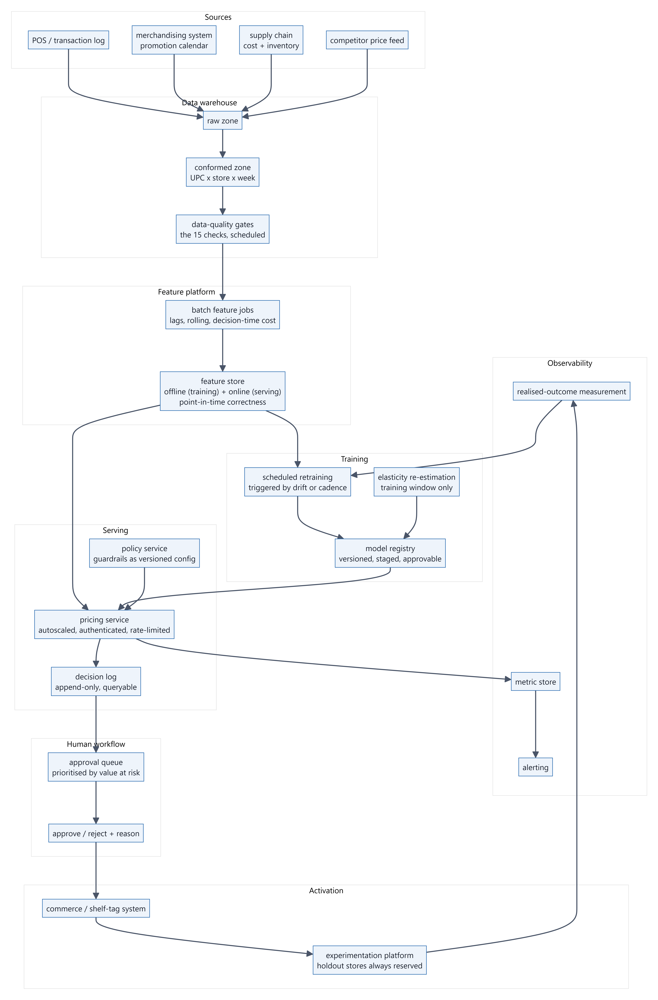 Sources
POS / transaction log
merchandising system
promotion calendar
supply chain
cost + inventory
competitor price feed
Data warehouse
raw zone
conformed zone
UPC x store x week
data-quality gates
the 15 checks, scheduled
Feature platform
batch feature jobs
lags, rolling, decision-time cost
feature store
offline (training) + online (serving)
point-in-time correctness
Observability
realised-outcome measurement
Training
scheduled retraining
triggered by drift or cadence
elasticity re-estimation
training window only
model registry
versioned, staged, approvable
Serving
policy service
guardrails as versioned config
pricing service
autoscaled, authenticated, rate-limited
decision log
append-only, queryable
metric store
alerting
Human workflow
approval queue
prioritised by value at risk
approve / reject + reason
Activation
commerce / shelf-tag system
experimentation platform
holdout stores always reserved